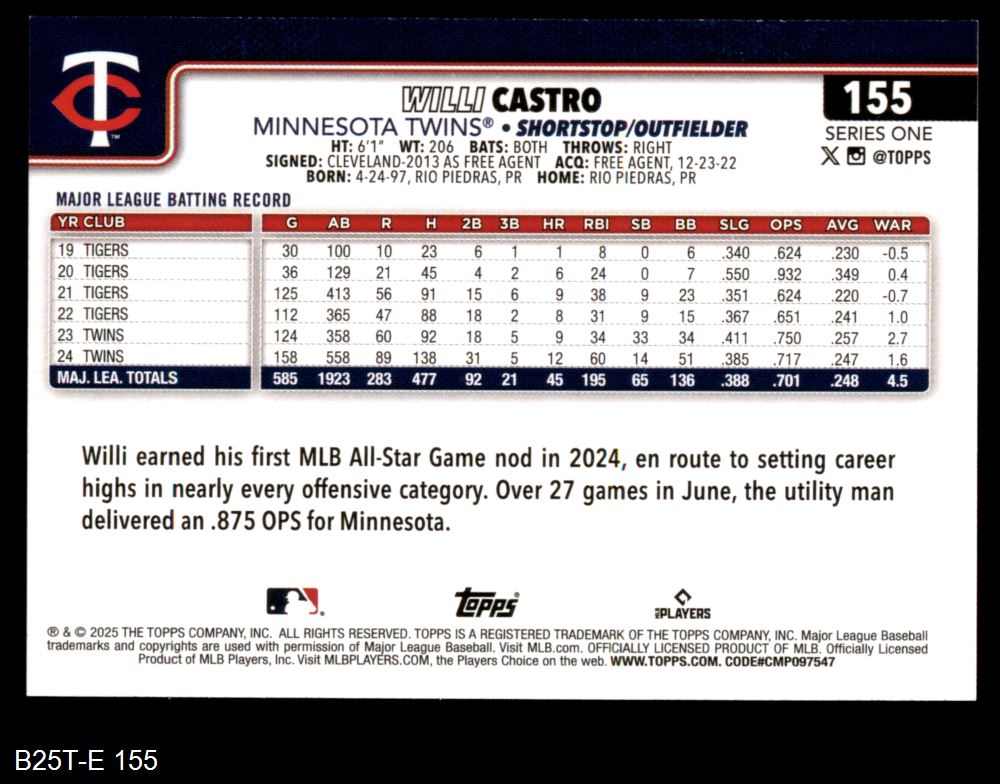 WILLI CASTRO
155
MINNESOTA TWINS® • SHORTSTOP/OUTFIELDER
SERIES ONE
HT: 6'1" WT: 206 BATS: BOTH THROWS: RIGHT
@TOPPS
SIGNED: CLEVELAND-2013 AS FREE AGENT ACQ: FREE AGENT, 12-23-22
BORN: 4-24-97, RIO PIEDRAS, PR HOME: RIO PIEDRAS, PR
MAJOR LEAGUE BATTING RECORD
YR CLUB G AB R H 2B 3B HR RBI SB BB SLG OPS AVG WAR
19 TIGERS 30 100 10 23 6 1 1 8 0 6 .340 .624 .230 -0.5
20 TIGERS 36 129 21 45 4 2 6 24 0 7 .550 .932 .349 0.4
21 TIGERS 125 413 56 91 15 6 9 38 9 23 .351 .624 .220 -0.7
22 TIGERS 112 365 47 88 18 2 8 31 9 15 .367 .651 .241 1.0
23 TWINS 124 358 60 92 18 5 9 34 33 34 .411 .750 .257 2.7
24 TWINS 158 558 89 138 31 5 12 60 14 51 .385 .717 .247 1.6
MAJ. LEA. TOTALS 585 1923 283 477 92 21 45 195 65 136 .388 .701 .248 4.5
Willi earned his first MLB All-Star Game nod in 2024, en route to setting career
highs in nearly every offensive category. Over 27 games in June, the utility man
delivered an .875 OPS for Minnesota.
Topps®
MLB PLAYERS
® & © 2025 THE TOPPS COMPANY, INC. ALL RIGHTS RESERVED. TOPPS IS A REGISTERED TRADEMARK OF THE TOPPS COMPANY, INC. Major League Baseball
trademarks and copyrights are used with permission of Major League Baseball. Visit MLB.com. OFFICIALLY LICENSED PRODUCT OF MLB. Officially Licensed
Product of MLB Players, Inc. Visit MLBPLAYERS.COM, the Players Choice on the web. WWW.TOPPS.COM. CODE#CMP097547
B25T-E 155